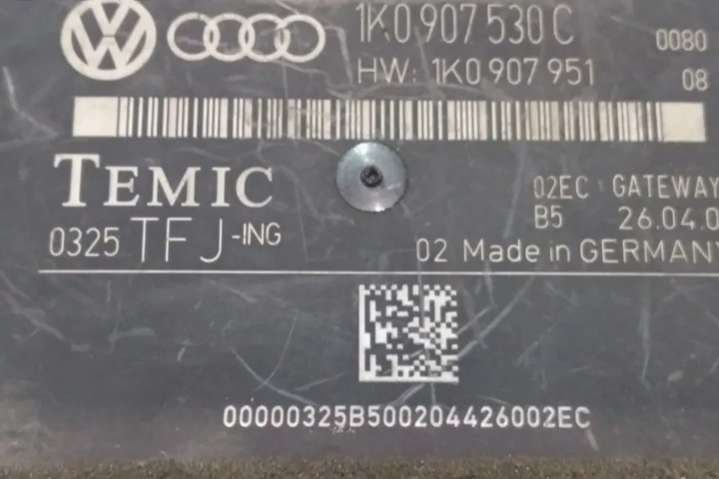 1K0 907 530 C 0080
HW: 1K0 907 951 08
TEMIC
02EC GATEWAY
B5 26.04.0
0325 TFJ-ING
02 Made in GERMANY
00000325B500204426002EC